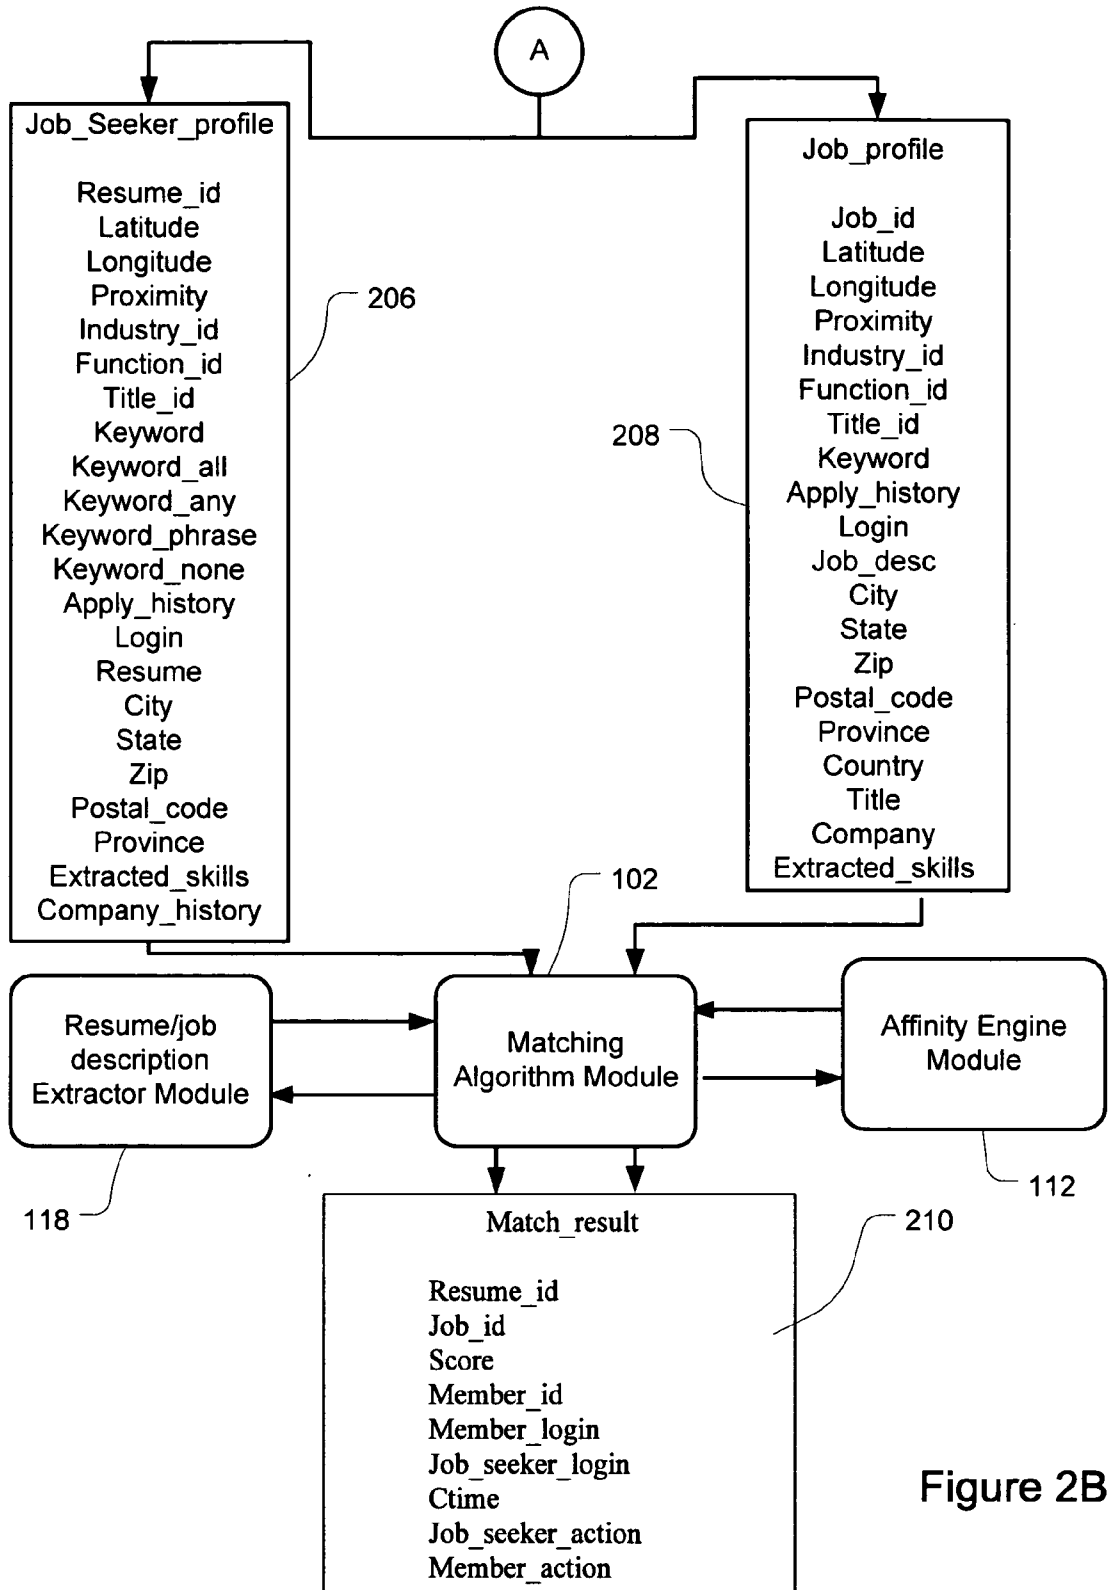 A
Job_Seeker_profile
Resume_id
Latitude
Longitude
Proximity
Industry_id
Function_id
Title_id
Keyword
Keyword_all
Keyword_any
Keyword_phrase
Keyword_none
Apply_history
Login
Resume
City
State
Zip
Postal_code
Province
Extracted_skills
Company_history
206
Job_profile
Job_id
Latitude
Longitude
Proximity
Industry_id
Function_id
Title_id
Keyword
Apply_history
Login
Job_desc
City
State
Zip
Postal_code
Province
Country
Title
Company
Extracted_skills
208
102
Resume/job
description
Extractor Module
118
Matching
Algorithm Module
Affinity Engine
Module
112
Match_result
Resume_id
Job_id
Score
Member_id
Member_login
Job_seeker_login
Ctime
Job_seeker_action
Member_action
210
Figure 2B